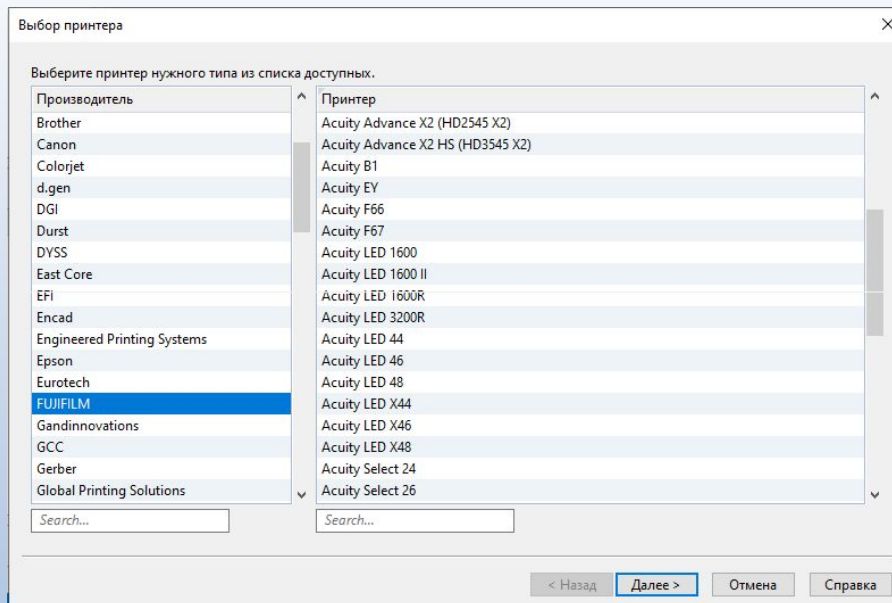 Выбор принтера
Выберите принтер нужного типа из списка доступных.
Производитель
Brother
Canon
Colorjet
d.gen
DGI
Durst
DYSS
East Core
EFi
Encad
Engineered Printing Systems
Epson
Eurotech
FUJIFILM
Gandinnovations
GCC
Gerber
Global Printing Solutions
Search...
Принтер
Acuity Advance X2 (HD2545 X2)
Acuity Advance X2 HS (HD3545 X2)
Acuity B1
Acuity EY
Acuity F66
Acuity F67
Acuity LED 1600
Acuity LED 1600 II
Acuity LED 1600R
Acuity LED 3200R
Acuity LED 44
Acuity LED 46
Acuity LED 48
Acuity LED X44
Acuity LED X46
Acuity LED X48
Acuity Select 24
Acuity Select 26
Search...
< Назад Далее > Отмена Справка